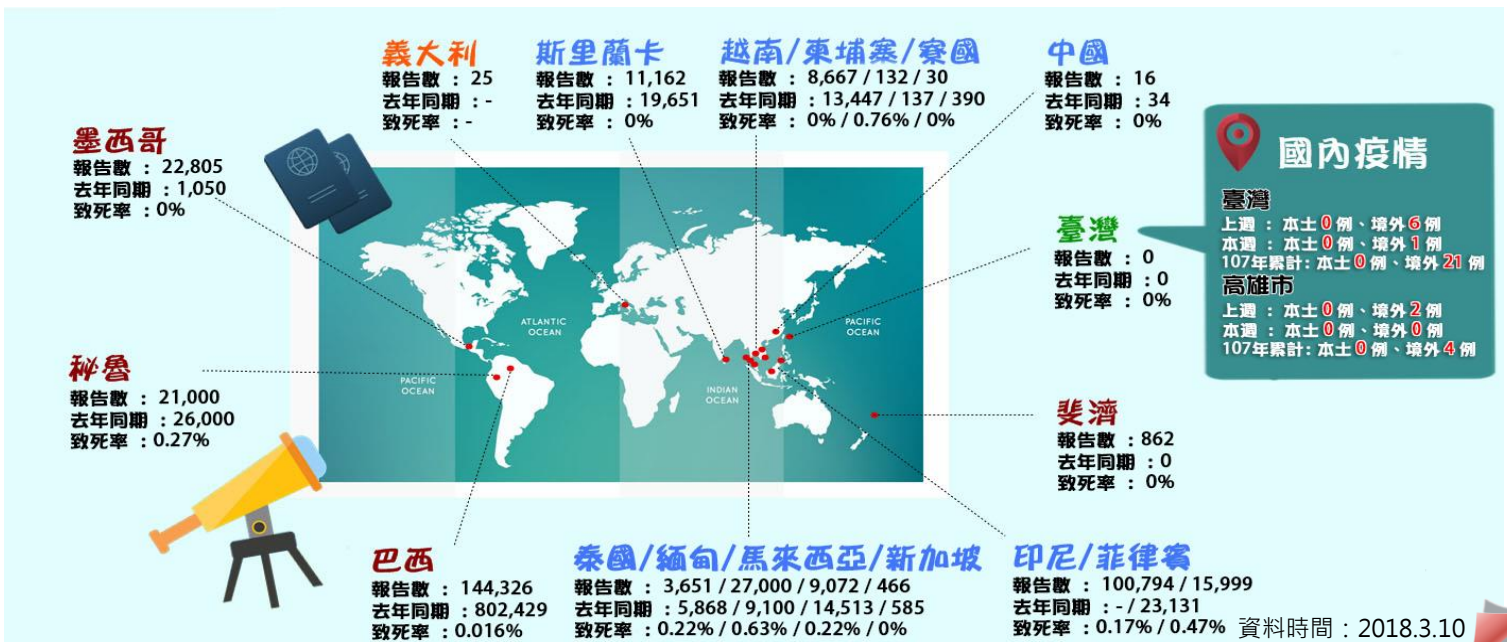 義大利
報告數 : 25
去年同期 : -
致死率 : -
斯里蘭卡
報告數 : 11,162
去年同期 : 19,651
致死率 : 0%
越南/柬埔寨/寮國
報告數 : 8,667 / 132 / 30
去年同期 : 13,447 / 137 / 390
致死率 : 0% / 0.76% / 0%
中國
報告數 : 16
去年同期 : 34
致死率 : 0%
墨西哥
報告數 : 22,805
去年同期 : 1,050
致死率 : 0%
國內疫情
臺灣
上週 : 本土 0 例、境外 6 例
本週 : 本土 0 例、境外 1 例
107年累計: 本土 0 例、境外 21 例
高雄市
上週 : 本土 0 例、境外 2 例
本週 : 本土 0 例、境外 0 例
107年累計: 本土 0 例、境外 4 例
臺灣
報告數 : 0
去年同期 : 0
致死率 : 0%
ATLANTIC
OCEAN
PACIFIC
OCEAN
PACIFIC
OCEAN
INDIAN
OCEAN
秘魯
報告數 : 21,000
去年同期 : 26,000
致死率 : 0.27%
斐濟
報告數 : 862
去年同期 : 0
致死率 : 0%
巴西
報告數 : 144,326
去年同期 : 802,429
致死率 : 0.016%
泰國/緬甸/馬來西亞/新加坡
報告數 : 3,651 / 27,000 / 9,072 / 466
去年同期 : 5,868 / 9,100 / 14,513 / 585
致死率 : 0.22% / 0.63% / 0.22% / 0%
印尼/菲律賓
報告數 : 100,794 / 15,999
去年同期 : - / 23,131
致死率 : 0.17% / 0.47%
資料時間：2018.3.10